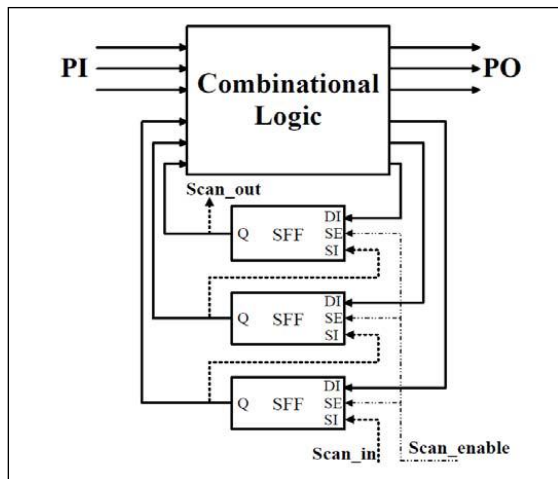 PI
Combinational
Logic
PO
Scan_out
DI
Q SFF SE
SI
DI
Q SFF SE
SI
DI
Q SFF SE
SI
Scan_in
Scan_enable